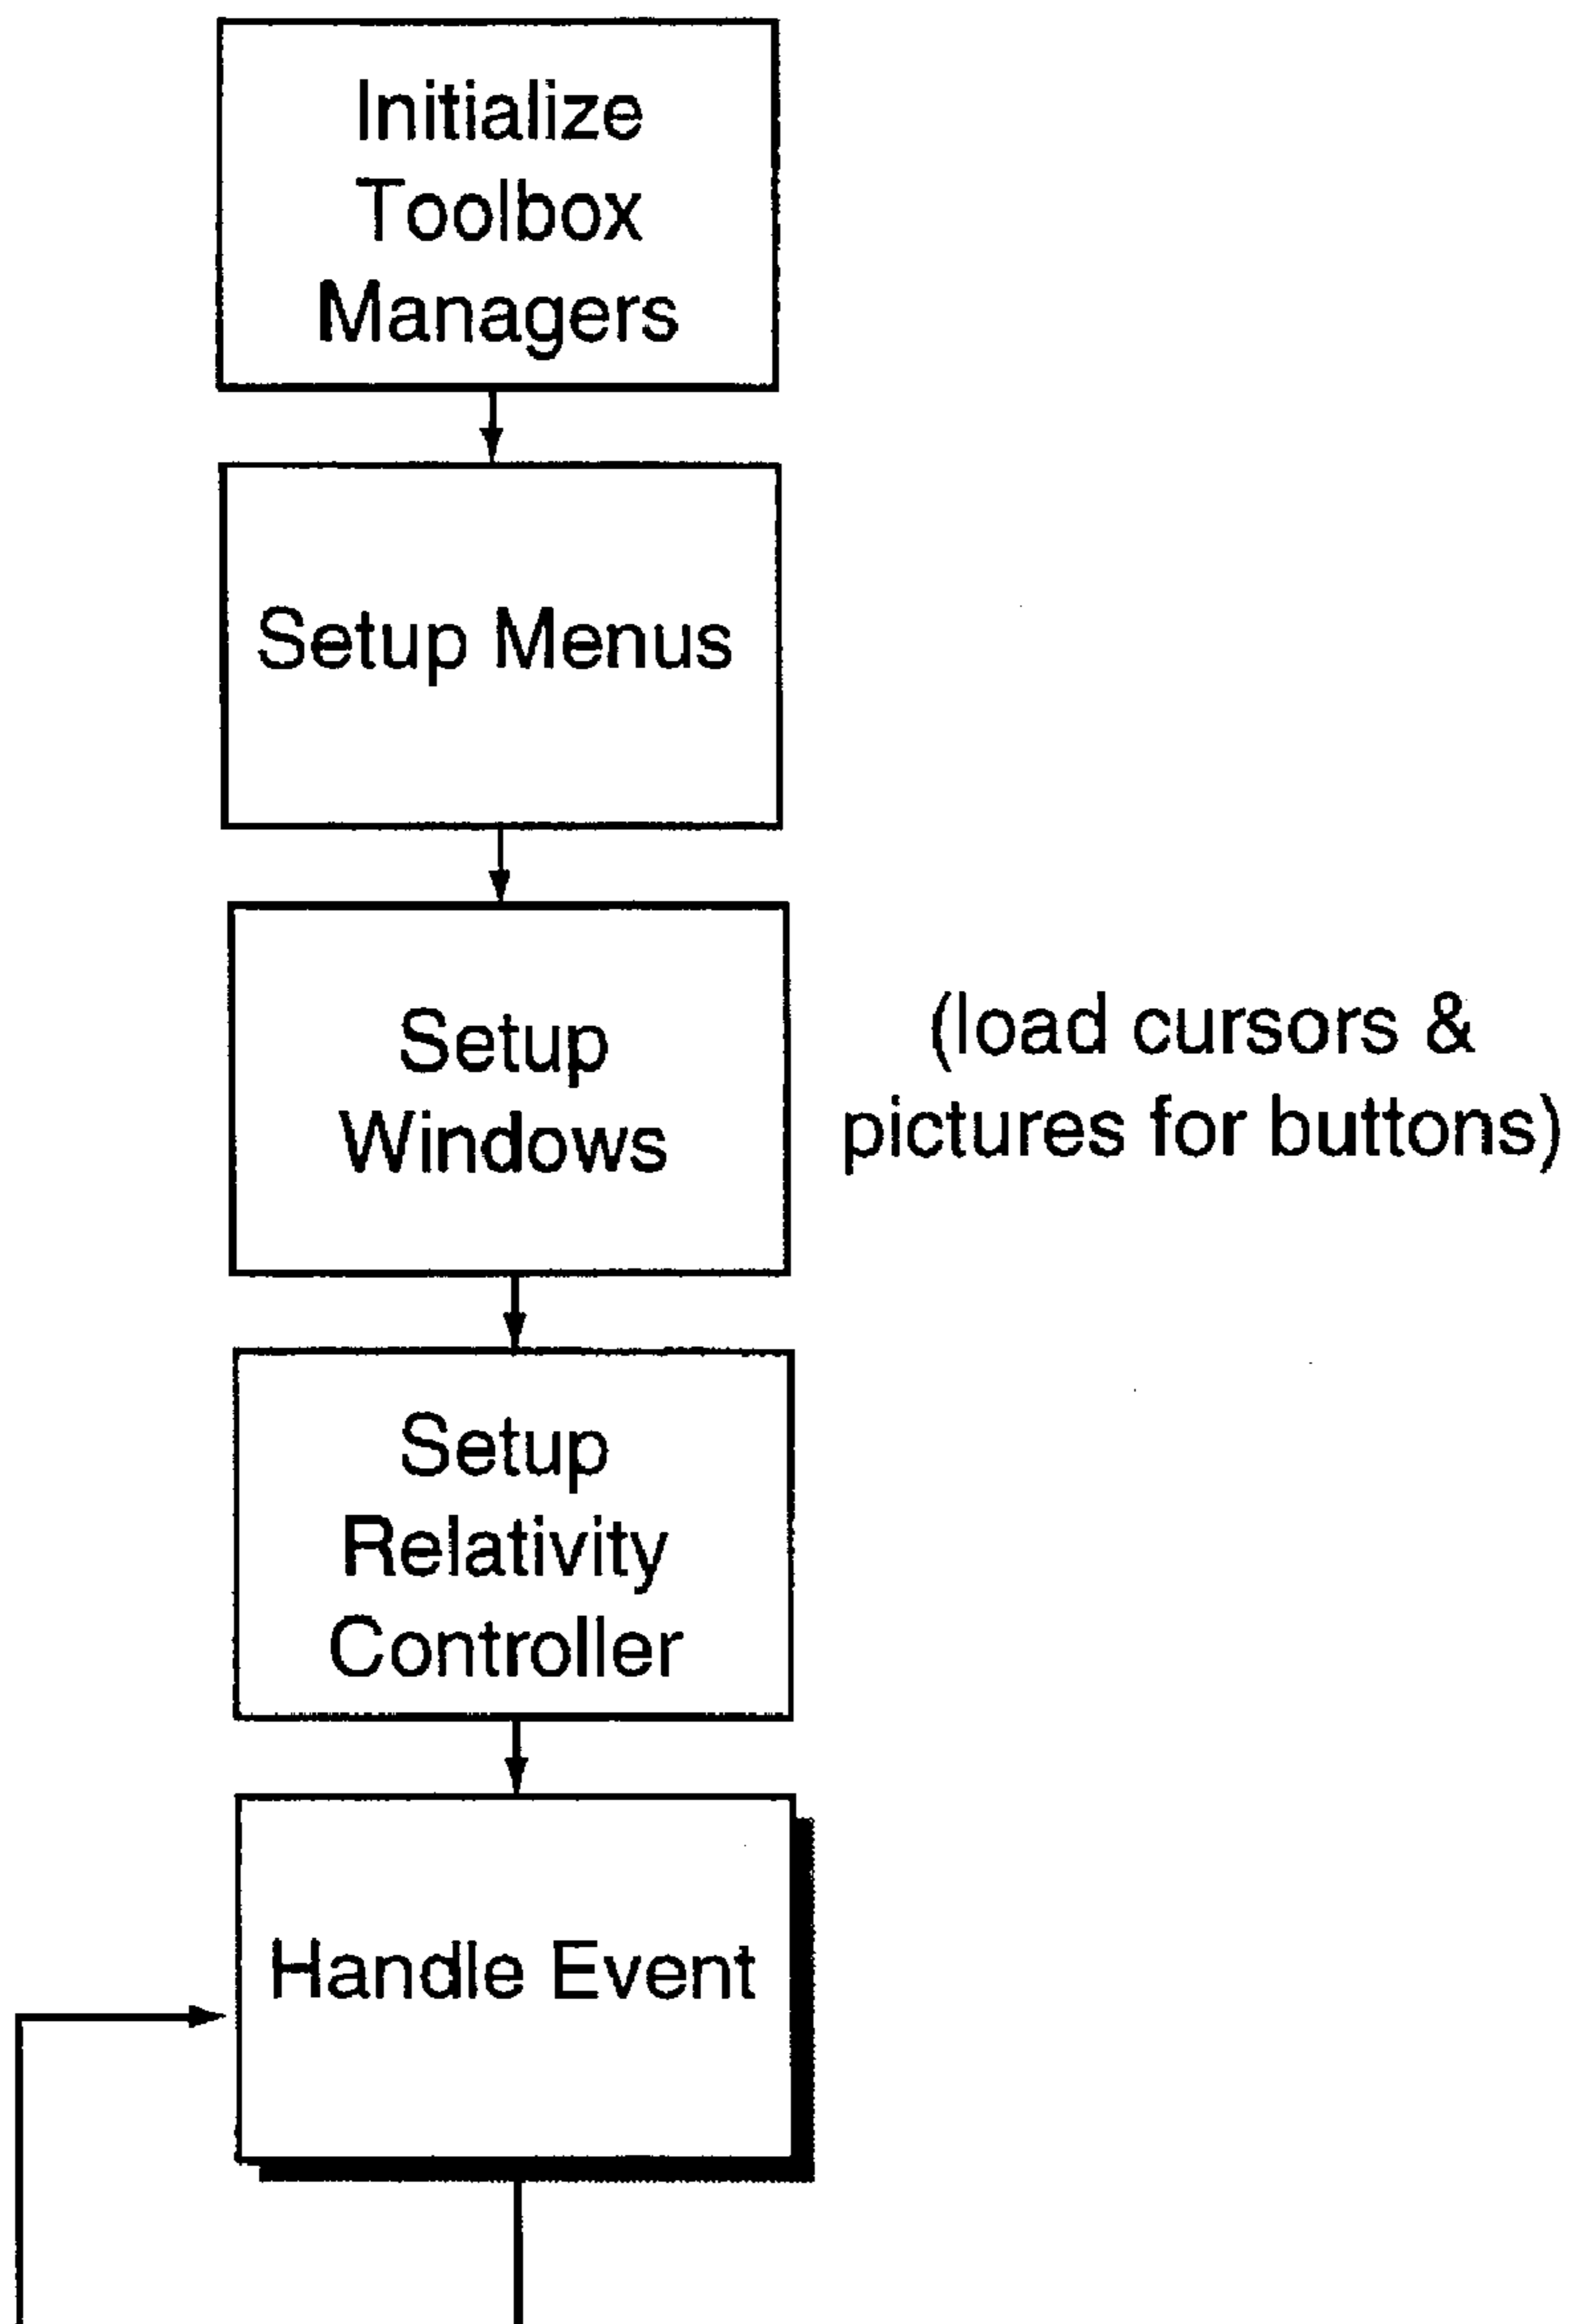 Initialize
Toolbox
Managers
Setup Menus
Setup
Windows
(load cursors &
pictures for buttons)
Setup
Relativity
Controller
Handle Event